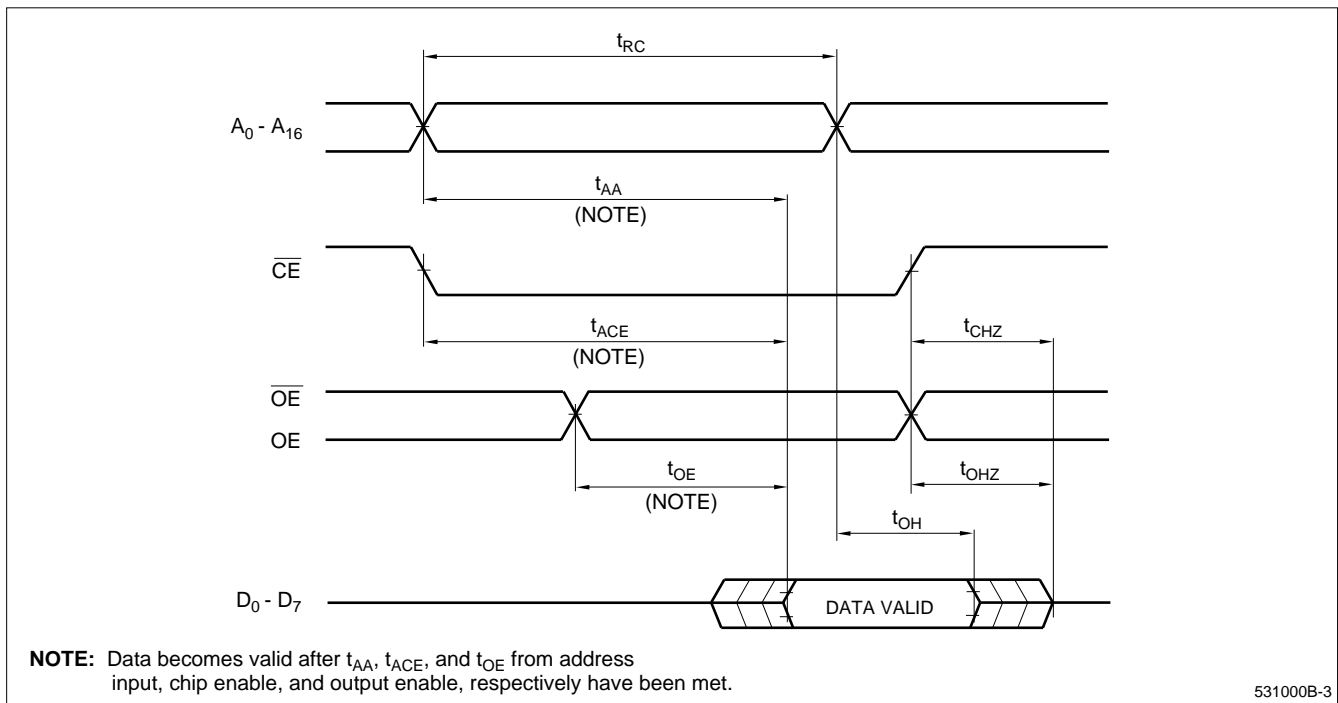 tRC
A0 - A16
tAA
(NOTE)
CE
tACE
(NOTE)
tCHZ
OE
OE
tOE
(NOTE)
tOHZ
tOH
D0 - D7
DATA VALID
NOTE: Data becomes valid after tAA, tACE, and tOE from address
input, chip enable, and output enable, respectively have been met.
531000B-3